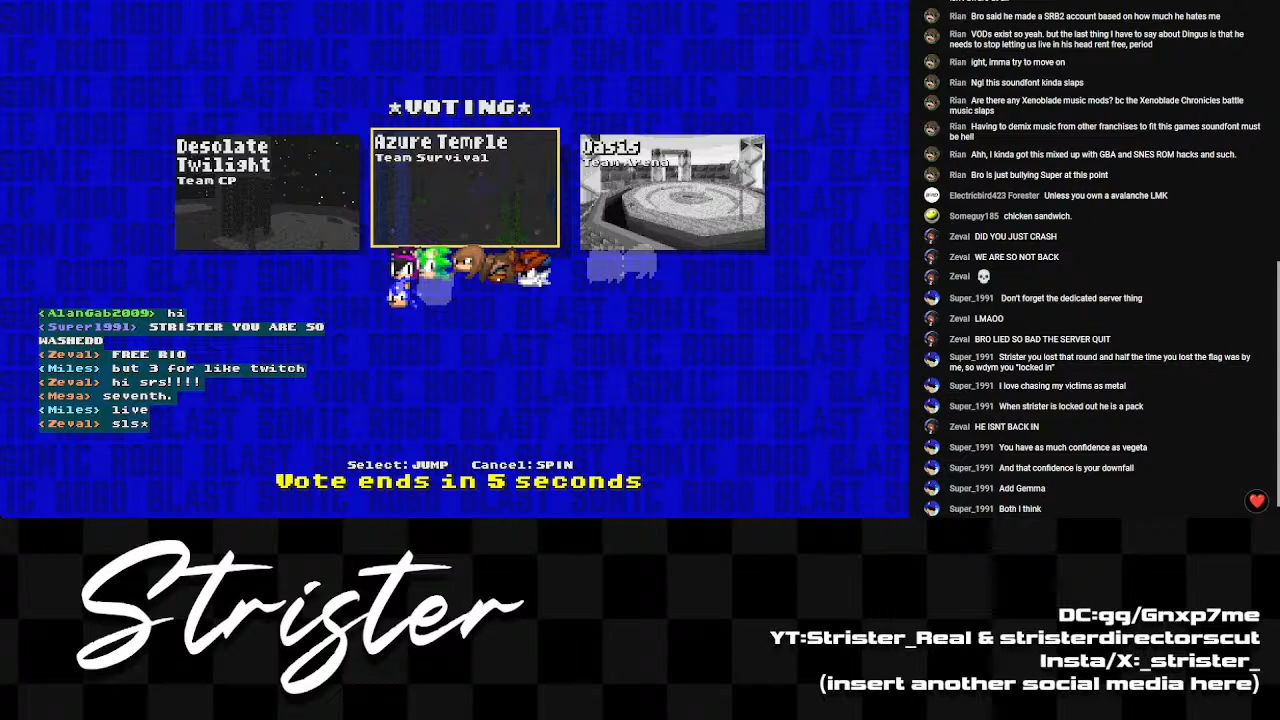 ★VOTING★
Desolate
Twilight
Team CP
Azure Temple
Team Survival
Oasis
Team Arena
<AlanGab2009> hi
<Super1991> STRISTER YOU ARE SO
WASHEDD
<Zeval> FREE RIO
<Miles> but 3 for like twitch
<Zeval> hi srs!!!!
<Mega> seventh.
<Miles> live
<Zeval> sls*
Select:JUMP Cancel:SPIN
Vote ends in 5 seconds
Rian Bro said he made a SRB2 account based on how much he hates me
Rian VODs exist so yeah. but the last thing I have to say about Dingus is that he
needs to stop letting us live in his head rent free, period
Rian ight, imma try to move on
Rian Ngl this soundfont kinda slaps
Rian Are there any Xenoblade music mods? bc the Xenoblade Chronicles battle
music slaps
Rian Having to demix music from other franchises to fit this games soundfont must
be hell
Rian Ahh, I kinda got this mixed up with GBA and SNES ROM hacks and such.
Rian Bro is just bullying Super at this point
Electricbird423 Forester Unless you own a avalanche LMK
Someguy185 chicken sandwich.
Zeval DID YOU JUST CRASH
Zeval WE ARE SO NOT BACK
Zeval 💀
Super_1991 Don't forget the dedicated server thing
Zeval LMAOO
Zeval BRO LIED SO BAD THE SERVER QUIT
Super_1991 Strister you lost that round and half the time you lost the flag was by
me, so wdym you "locked in"
Super_1991 I love chasing my victims as metal
Super_1991 When strister is locked out he is a pack
Zeval HE ISNT BACK IN
Super_1991 You have as much confidence as vegeta
Super_1991 And that confidence is your downfall
Super_1991 Add Gemma
Super_1991 Both I think
Strister
DC:gg/Gnxp7me
YT:Strister_Real & stristerdirectorscut
Insta/X:_strister_
(insert another social media here)